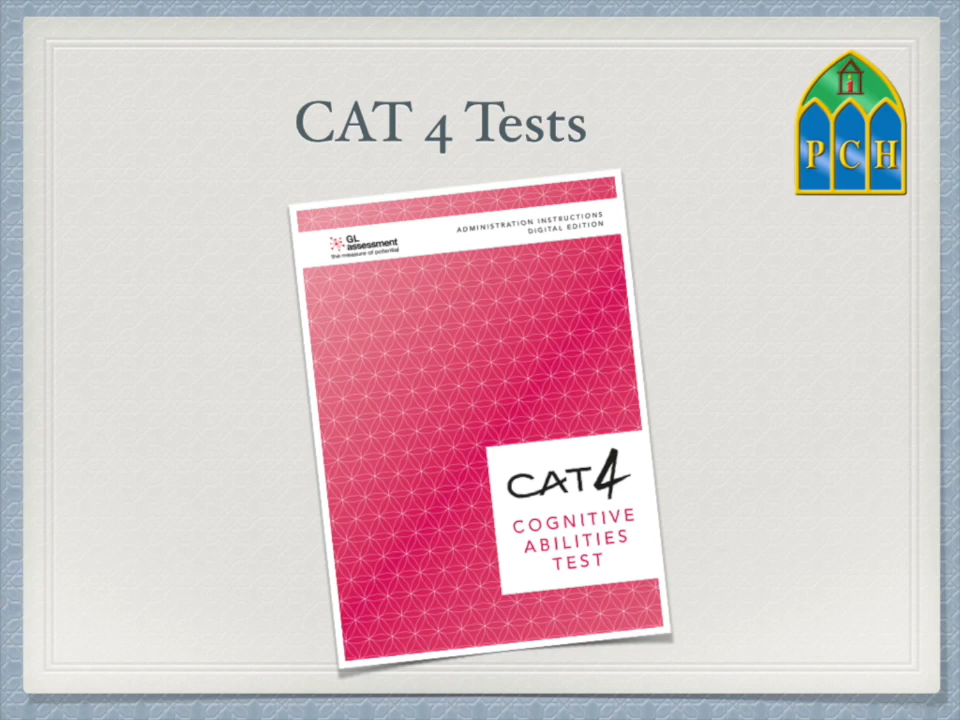 CAT 4 Tests
i
P C H
GL
assessment
the measure of potential
ADMINISTRATION INSTRUCTIONS
DIGITAL EDITION
CAT4
COGNITIVE
ABILITIES
TEST